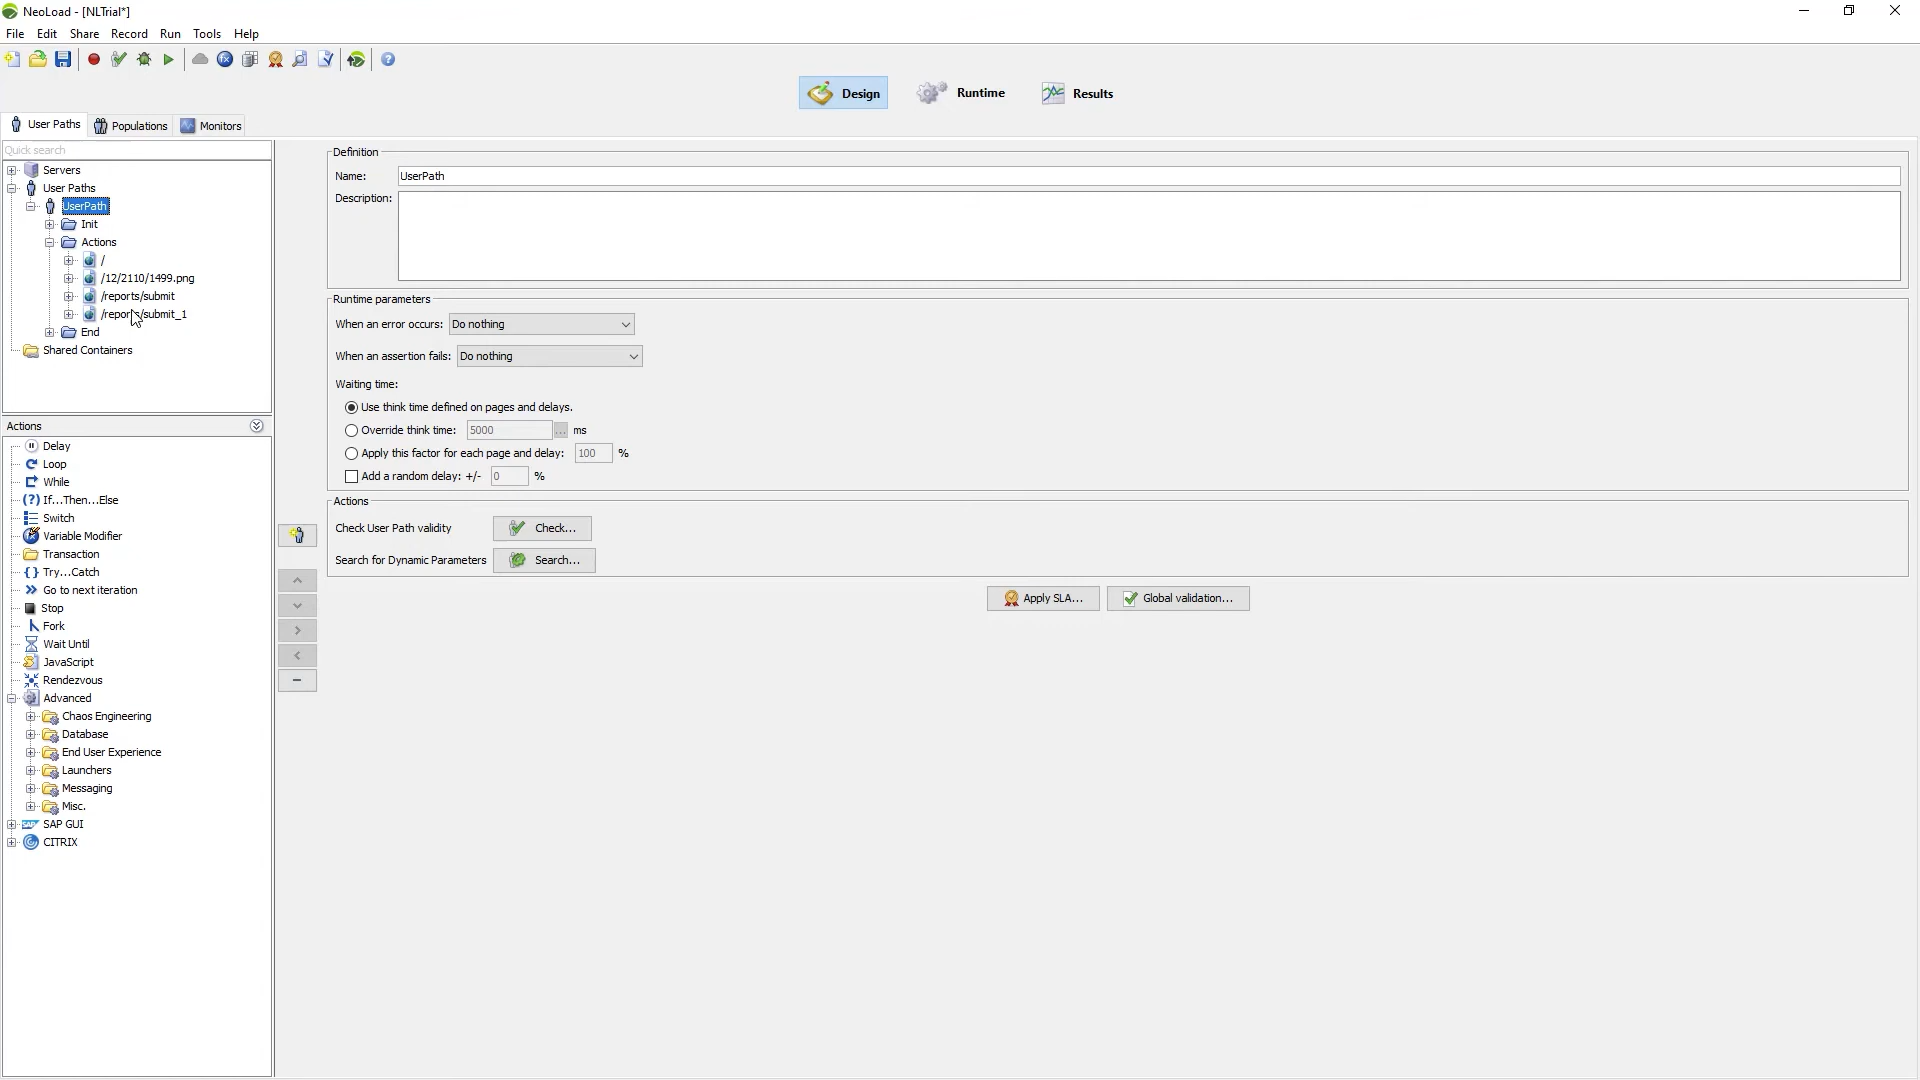 NeoLoad - [NLTrial*]
File Edit Share Record Run Tools Help
Design Runtime Results
User Paths Populations Monitors
Quick search
Servers
User Paths
UserPath
Init
Actions
/
/12/2110/1499.png
/reports/submit
/reports/submit_1
End
Shared Containers
Actions
Delay
Loop
While
If...Then...Else
Switch
Variable Modifier
Transaction
Try...Catch
Go to next iteration
Stop
Fork
Wait Until
JavaScript
Rendezvous
Advanced
Chaos Engineering
Database
End User Experience
Launchers
Messaging
Misc.
SAP GUI
CITRIX
Definition
Name: UserPath
Description:
Runtime parameters
When an error occurs: Do nothing
When an assertion fails: Do nothing
Waiting time:
Use think time defined on pages and delays.
Override think time: 5000 ... ms
Apply this factor for each page and delay: 100 %
Add a random delay: +/- 0 %
Actions
Check User Path validity Check...
Search for Dynamic Parameters Search...
Apply SLA... Global validation...